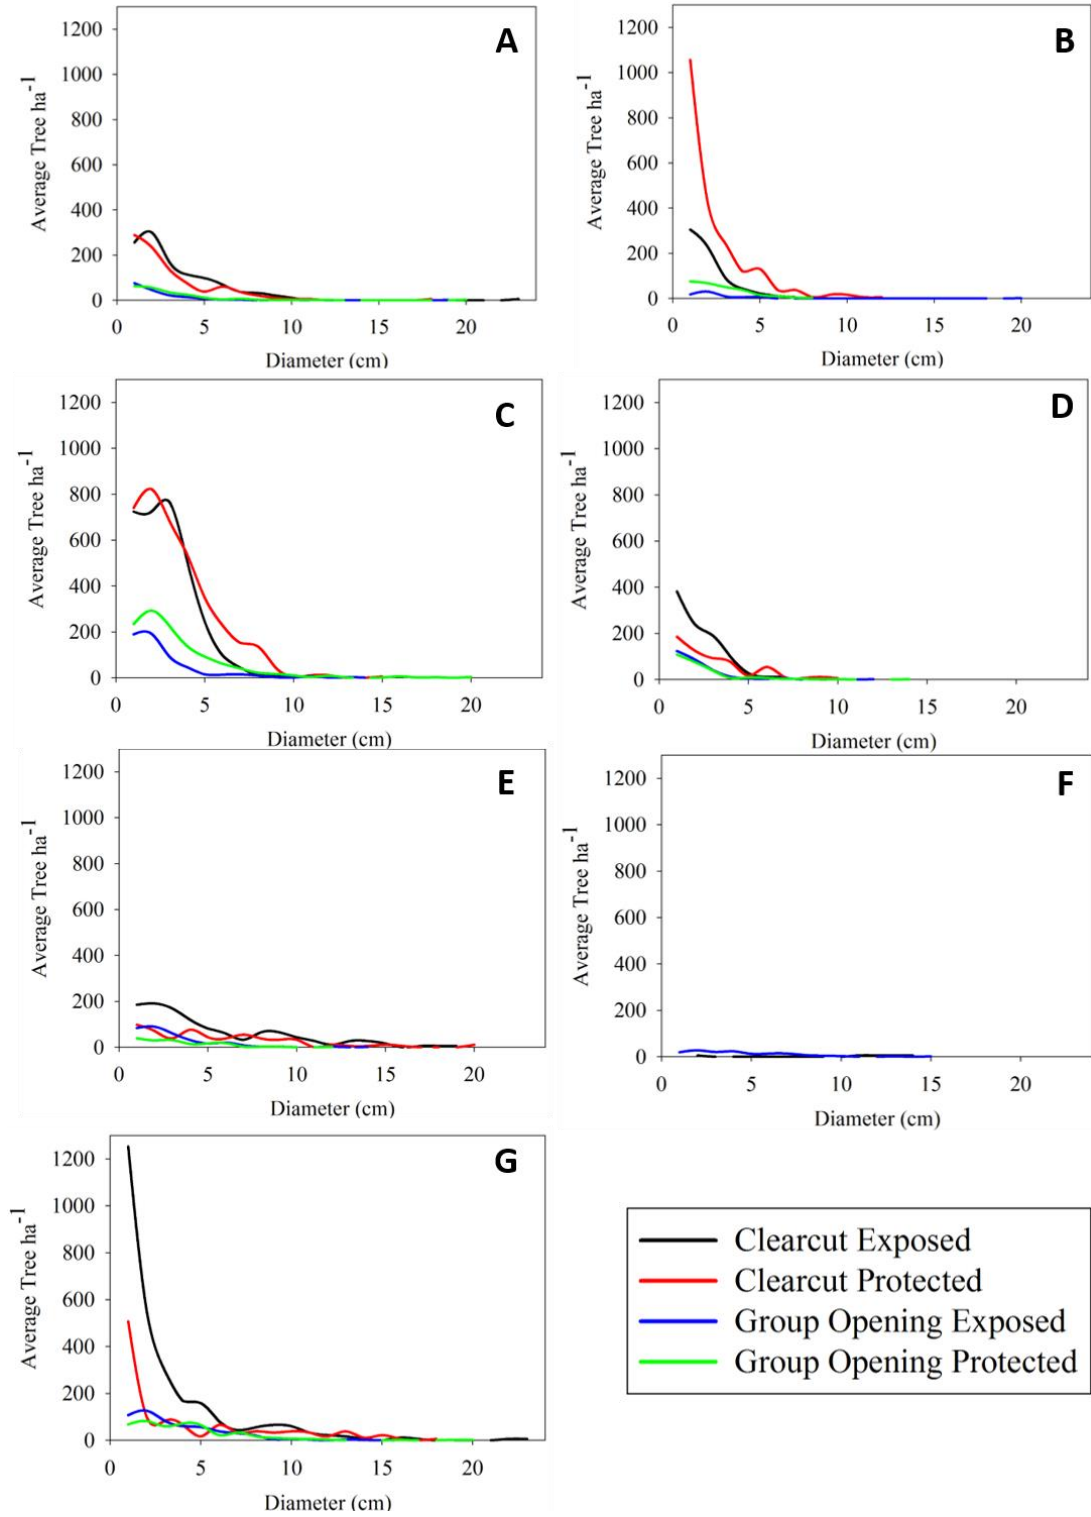 A
1200
1000
800
600
400
200
0
0 5 10 15 20
Diameter (cm)
Average Tree ha-1
B
1200
1000
800
600
400
200
0
0 5 10 15 20
Diameter (cm)
Average Tree ha-1
C
1200
1000
800
600
400
200
0
0 5 10 15 20
Diameter (cm)
Average Tree ha-1
D
1200
1000
800
600
400
200
0
0 5 10 15 20
Diameter (cm)
Average Tree ha-1
E
1200
1000
800
600
400
200
0
0 5 10 15 20
Diameter (cm)
Average Tree ha-1
F
1200
1000
800
600
400
200
0
0 5 10 15 20
Diameter (cm)
Average Tree ha-1
G
1200
1000
800
600
400
200
0
0 5 10 15 20
Diameter (cm)
Average Tree ha-1
Clearcut Exposed
Clearcut Protected
Group Opening Exposed
Group Opening Protected